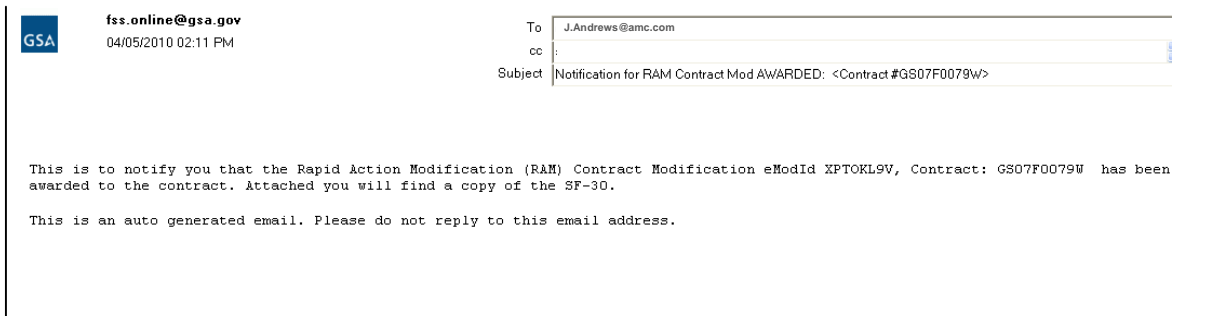 GSA
fss.online@gsa.gov
04/05/2010 02:11 PM
To J.Andrews@amc.com
cc :
Subject Notification for RAM Contract Mod AWARDED: <Contract #GS07F0079W>
This is to notify you that the Rapid Action Modification (RAM) Contract Modification eModId XPTOKL9V, Contract: GS07F0079W has been
awarded to the contract. Attached you will find a copy of the SF-30.
This is an auto generated email. Please do not reply to this email address.